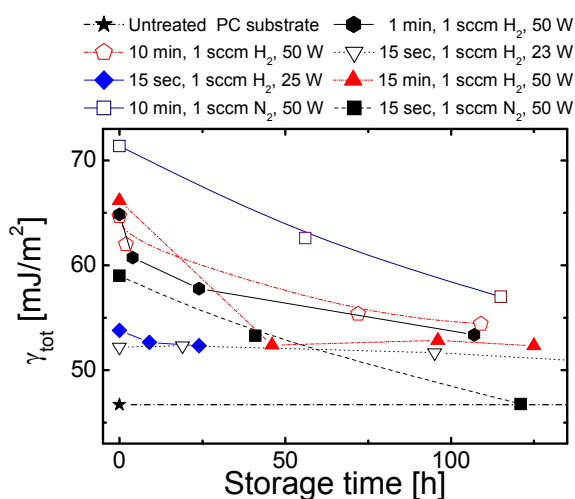 Untreated PC substrate
1 min, 1 sccm H₂, 50 W
10 min, 1 sccm H₂, 50 W
15 sec, 1 sccm H₂, 23 W
15 sec, 1 sccm H₂, 25 W
15 min, 1 sccm H₂, 50 W
10 min, 1 sccm N₂, 50 W
15 sec, 1 sccm N₂, 50 W
70
60
50
γtot [mJ/m²]
0
50
100
Storage time [h]